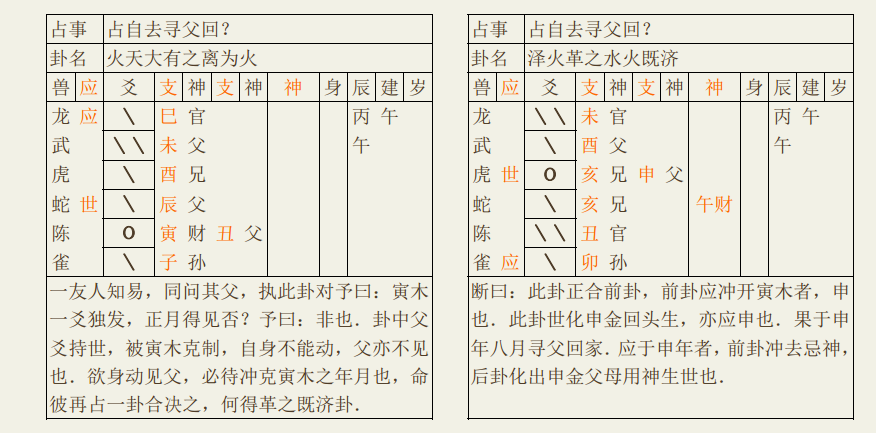 占事 占自去寻父回？
卦名 火天大有之离为火
兽 应 爻 支 神 支 神 神 身 辰 建 岁
龙 应 \ 巳 官 丙 午
武 \\ 未 父 午
虎 \ 酉 兄
蛇 世 \ 辰 父
陈 O 寅 财 丑 父
雀 \ 子 孙
一友人知易，同问其父，执此卦对予曰：寅木
一爻独发，正月得见否？予曰：非也．卦中父
爻持世，被寅木克制，自身不能动，父亦不见
也．欲身动见父，必待冲克寅木之年月也，命
彼再占一卦合决之，何得革之既济卦．
占事 占自去寻父回？
卦名 泽火革之水火既济
兽 应 爻 支 神 支 神 神 身 辰 建 岁
龙 \\ 未 官 丙 午
武 \ 酉 父 午
虎 世 O 亥 兄 申 父
蛇 \ 亥 兄 午财
陈 \\ 丑 官
雀 应 \ 卯 孙
断曰：此卦正合前卦，前卦应冲开寅木者，申
也．此卦世化申金回头生，亦应申也．果于申
年八月寻父回家．应于申年者，前卦冲去忌神，
后卦化出申金父母用神生世也．